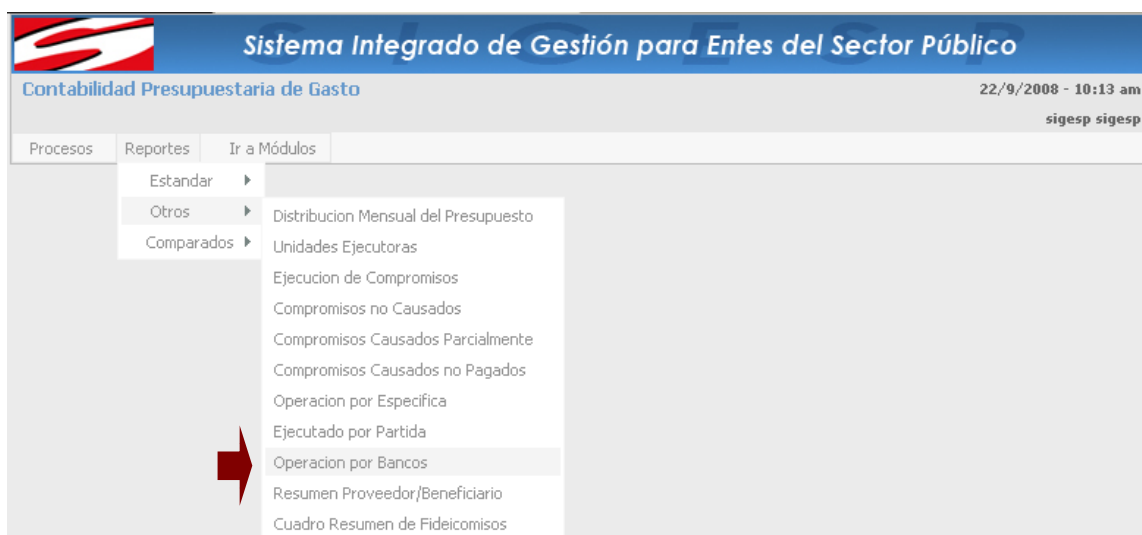 S I G E S P
Sistema Integrado de Gestión para Entes del Sector Público
Contabilidad Presupuestaria de Gasto
22/9/2008 - 10:13 am
sigesp sigesp
Procesos Reportes Ir a Módulos
Estandar
Otros
Comparados
Distribucion Mensual del Presupuesto
Unidades Ejecutoras
Ejecucion de Compromisos
Compromisos no Causados
Compromisos Causados Parcialmente
Compromisos Causados no Pagados
Operacion por Especifica
Ejecutado por Partida
Operacion por Bancos
Resumen Proveedor/Beneficiario
Cuadro Resumen de Fideicomisos